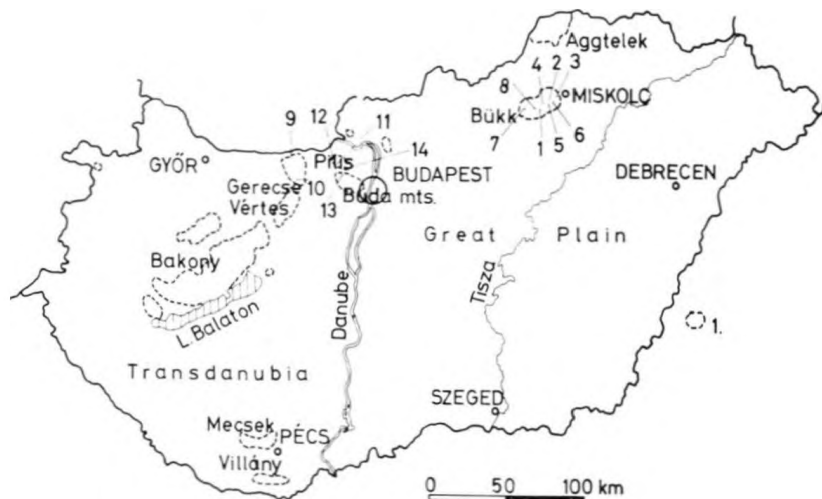 Aggtelek
4 2 3
8
MISKOLC
Bükk
7
1 5 6
9 12 11
GYŐR
Pilis
14
BUDAPEST
DEBRECEN
Gerecse 10
Buda mts.
Vértes
13
Great Plain
Bakony
Tisza
Danube
1.
L. Balaton
Transdanubia
SZEGED
Mecsek
PÉCS
Villány
0 50 100 km